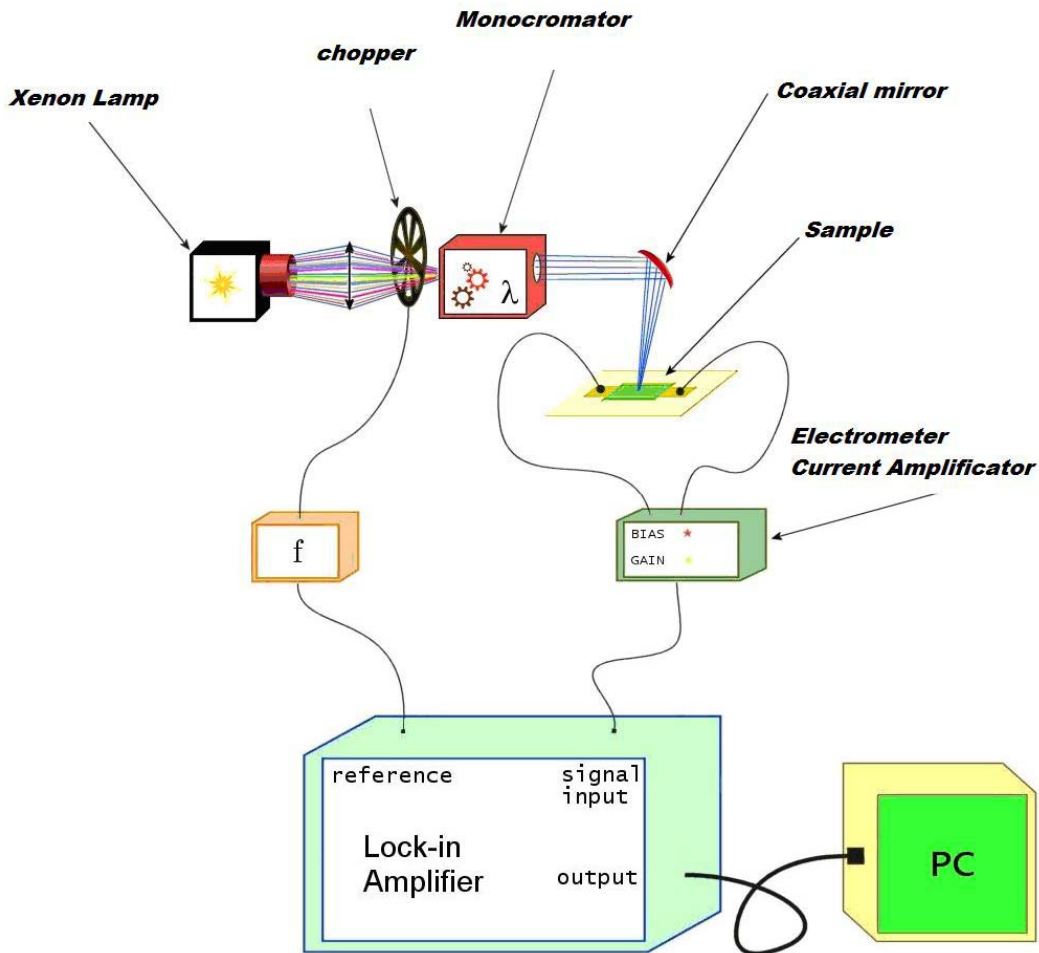 Monocromator
chopper
Xenon Lamp
Coaxial mirror
Sample
λ
Electrometer
Current Amplificator
f
BIAS
GAIN
reference
signal
input
Lock-in
Amplifier
output
PC